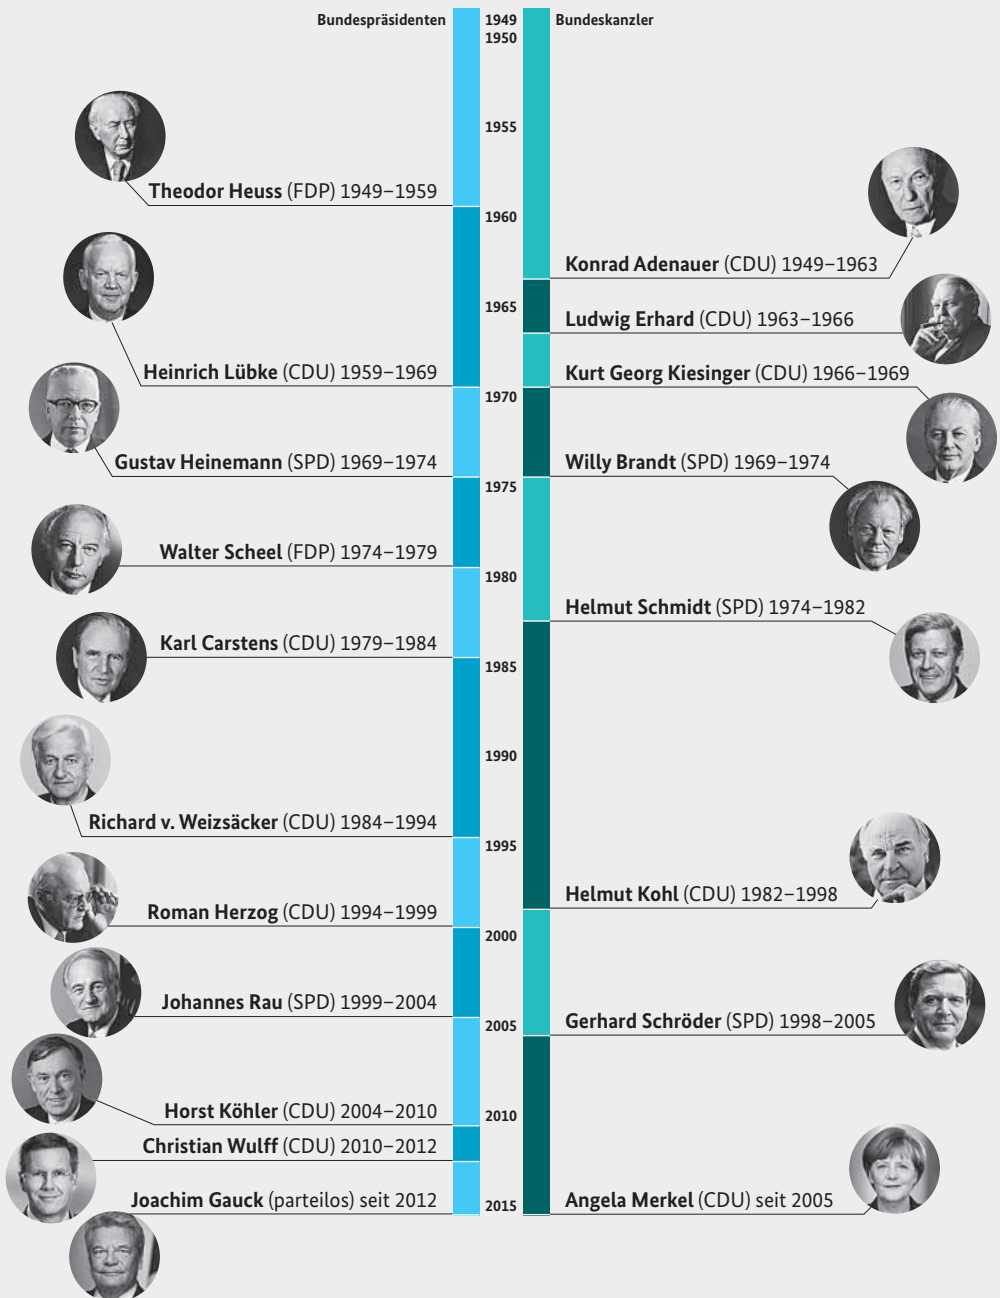 Bundespräsidenten 1949 Bundeskanzler
1950
1955
Theodor Heuss (FDP) 1949–1959
1960
Konrad Adenauer (CDU) 1949–1963
1965
Ludwig Erhard (CDU) 1963–1966
Heinrich Lübke (CDU) 1959–1969
Kurt Georg Kiesinger (CDU) 1966–1969
1970
Gustav Heinemann (SPD) 1969–1974
Willy Brandt (SPD) 1969–1974
1975
Walter Scheel (FDP) 1974–1979
1980
Helmut Schmidt (SPD) 1974–1982
Karl Carstens (CDU) 1979–1984
1985
1990
Richard v. Weizsäcker (CDU) 1984–1994
1995
Helmut Kohl (CDU) 1982–1998
Roman Herzog (CDU) 1994–1999
2000
Johannes Rau (SPD) 1999–2004
Gerhard Schröder (SPD) 1998–2005
2005
Horst Köhler (CDU) 2004–2010
2010
Christian Wulff (CDU) 2010–2012
Joachim Gauck (parteilos) seit 2012
2015
Angela Merkel (CDU) seit 2005